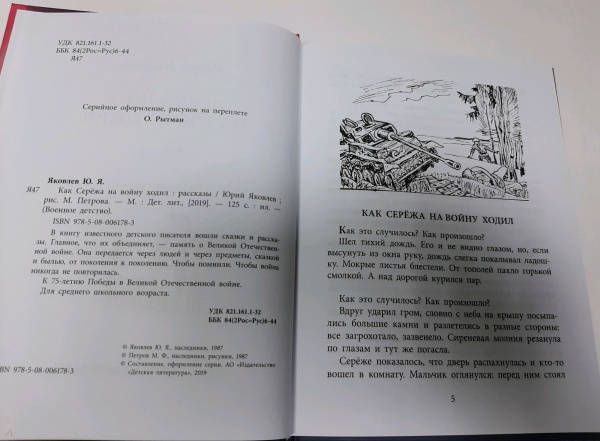 УДК 821.161.1-32
ББК 84(2Рос=Рус)6-44
Я47
Серийное оформление, рисунок на переплете
О. Рытман
Яковлев Ю. Я.
Я47 Как Серёжа на войну ходил : рассказы / Юрий Яковлев ;
рис. М. Петрова. — М. : Дет. лит., [2019]. — 125 с. : ил. —
(Военное детство).
ISBN 978-5-08-006178-3
В книгу известного детского писателя вошли сказки и расска-
зы. Главное, что их объединяет, — память о Великой Отечествен-
ной войне. Она передается через людей и через предметы, сказкой
и былью, от поколения к поколению. Чтобы помнили. Чтобы война
никогда не повторилась.
К 75-летию Победы в Великой Отечественной войне.
Для среднего школьного возраста.
УДК 821.161.1-32
ББК 84(2Рос=Рус)6-44
© Яковлев Ю. Я., наследники, 1987
© Петров М. Ф., наследники, рисунки, 1987
© Составление, оформление серии. АО «Издательство
«Детская литература», 2019
BN 978-5-08-006178-3
КАК СЕРЁЖА НА ВОЙНУ ХОДИЛ
Как это случилось? Как произошло?
Шел тихий дождь. Его и не видно глазом, но, если
высунуть из окна руку, дождь слегка покалывал ладош-
ку. Мокрые листья блестели. От тополей пахло горькой
смолкой. А над дорогой курился пар.
Как это случилось? Как произошло?
Вдруг ударил гром, словно с неба на крышу посыпа-
лись большие камни и разлетелись в разные стороны:
все загрохотало, зазвенело. Сиреневая молния резанула
по глазам и тут же погасла.
Сереже показалось, что дверь распахнулась и кто-то
вошел в комнату. Мальчик оглянулся: перед ним стоял
5